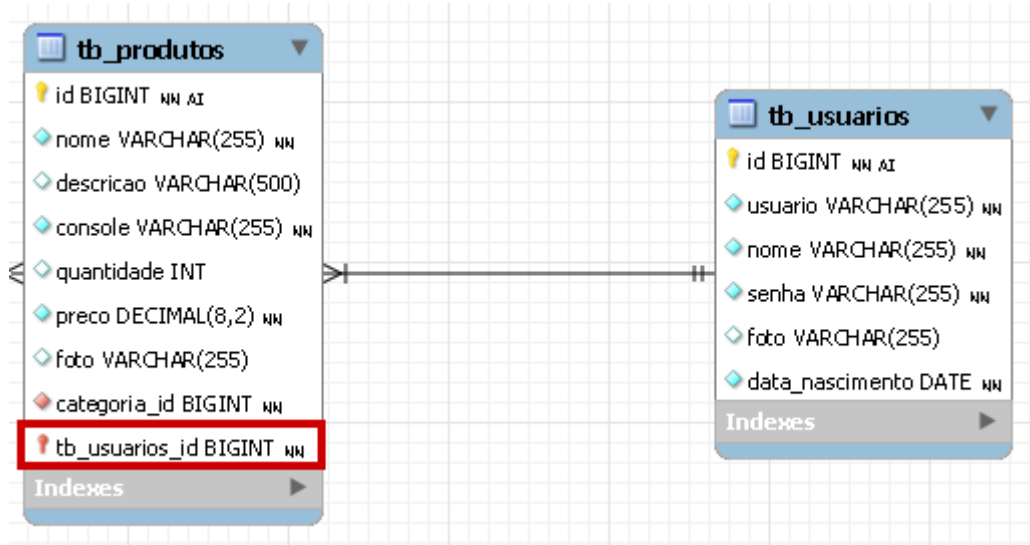 tb_produtos
id BIGINT NN AI
nome VARCHAR(255) NN
descricao VARCHAR(500)
console VARCHAR(255) NN
quantidade INT
preco DECIMAL(8,2) NN
foto VARCHAR(255)
categoria_id BIGINT NN
tb_usuarios_id BIGINT NN
Indexes
tb_usuarios
id BIGINT NN AI
usuario VARCHAR(255) NN
nome VARCHAR(255) NN
senha VARCHAR(255) NN
foto VARCHAR(255)
data_nascimento DATE NN
Indexes